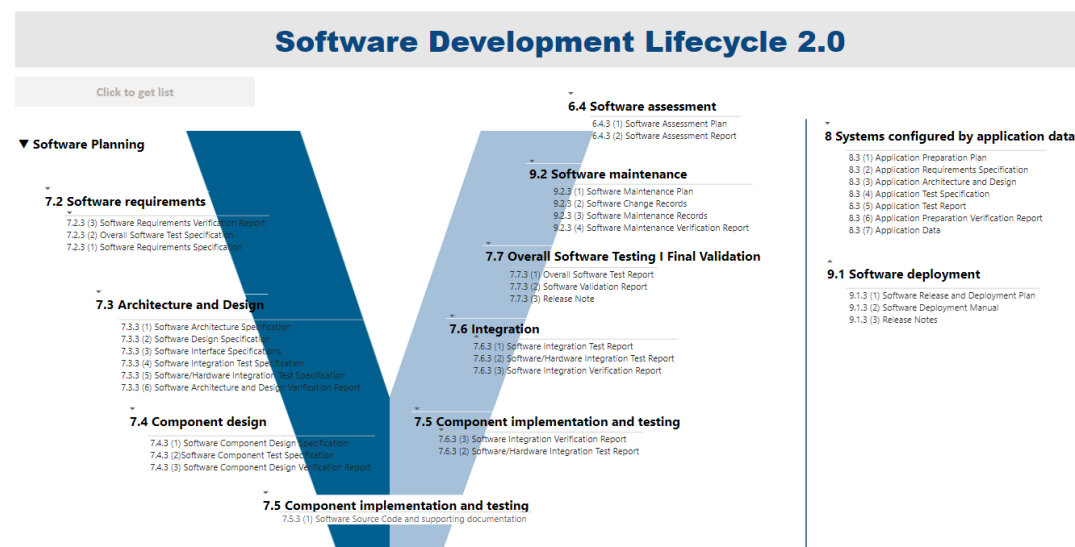 Software Development Lifecycle 2.0
Click to get list
▼ Software Planning
7.2 Software requirements
7.2.3 (3) Software Requirements Verification Report
7.2.3 (2) Overall Software Test Specification
7.2.3 (1) Software Requirements Specification
7.3 Architecture and Design
7.3.3 (1) Software Architecture Specification
7.3.3 (2) Software Design Specification
7.3.3 (3) Software Interface Specifications
7.3.3 (4) Software Integration Test Specification
7.3.3 (5) Software/Hardware Integration Test Specification
7.3.3 (6) Software Architecture and Design Verification Report
7.4 Component design
7.4.3 (1) Software Component Design Specification
7.4.3 (2)Software Component Test Specification
7.4.3 (3) Software Component Design Verification Report
7.5 Component implementation and testing
7.5.3 (1) Software Source Code and supporting documentation
6.4 Software assessment
6.4.3 (1) Software Assessment Plan
6.4.3 (2) Software Assessment Report
9.2 Software maintenance
9.2.3 (1) Software Maintenance Plan
9.2.3 (2) Software Change Records
9.2.3 (3) Software Maintenance Records
9.2.3 (4) Software Maintenance Verification Report
7.7 Overall Software Testing I Final Validation
7.7.3 (1) Overall Software Test Report
7.7.3 (2) Software Validation Report
7.7.3 (3) Release Note
7.6 Integration
7.6.3 (1) Software Integration Test Report
7.6.3 (2) Software/Hardware Integration Test Report
7.6.3 (3) Software Integration Verification Report
7.5 Component implementation and testing
7.6.3 (3) Software Integration Verification Report
7.6.3 (2) Software/Hardware Integration Test Report
8 Systems configured by application data
8.3 (1) Application Preparation Plan
8.3 (2) Application Requirements Specification
8.3 (3) Application Architecture and Design
8.3 (4) Application Test Specification
8.3 (5) Application Test Report
8.3 (6) Application Preparation Verification Report
8.3 (7) Application Data
9.1 Software deployment
9.1.3 (1) Software Release and Deployment Plan
9.1.3 (2) Software Deployment Manual
9.1.3 (3) Release Notes